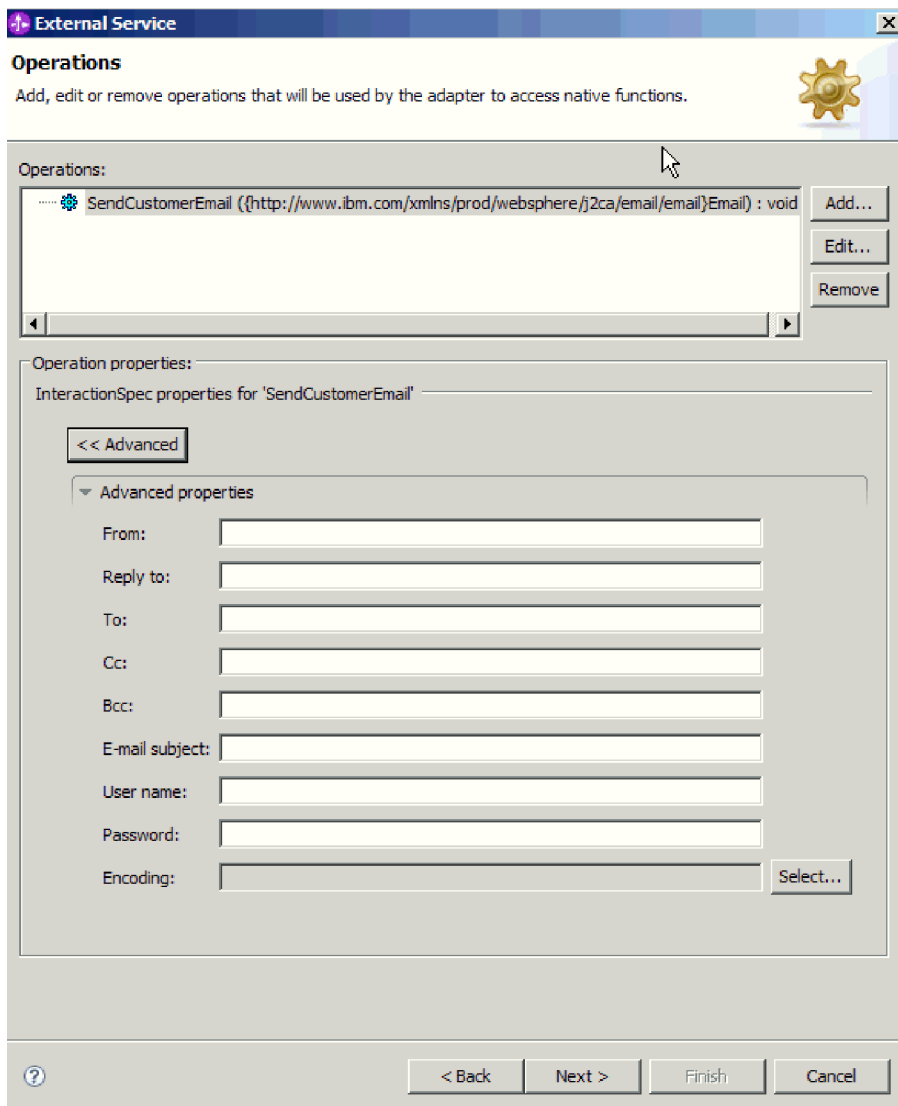 External Service
Operations
Add, edit or remove operations that will be used by the adapter to access native functions.
Operations:
SendCustomerEmail ({http://www.ibm.com/xmlns/prod/websphere/j2ca/email/email}Email) : void
Add...
Edit...
Remove
Operation properties:
InteractionSpec properties for 'SendCustomerEmail'
<< Advanced
Advanced properties
From:
Reply to:
To:
Cc:
Bcc:
E-mail subject:
User name:
Password:
Encoding:
Select...
?
< Back
Next >
Finish
Cancel